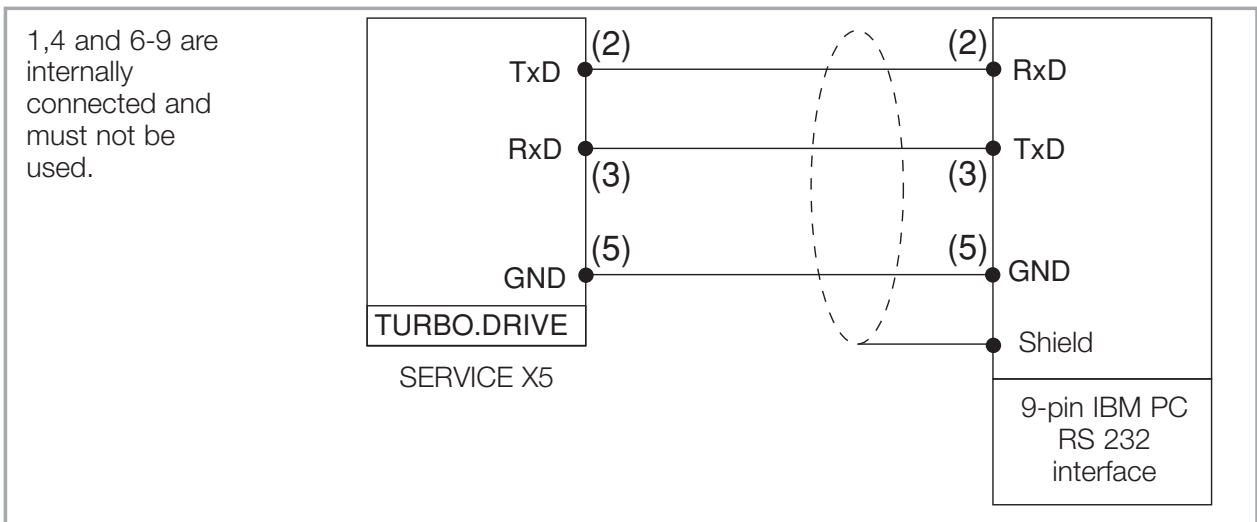 1,4 and 6-9 are
internally
connected and
must not be
used.
TxD
(2)
(2)
RxD
RxD
(3)
(3)
TxD
GND
(5)
(5)
GND
TURBO.DRIVE
SERVICE X5
Shield
9-pin IBM PC
RS 232
interface